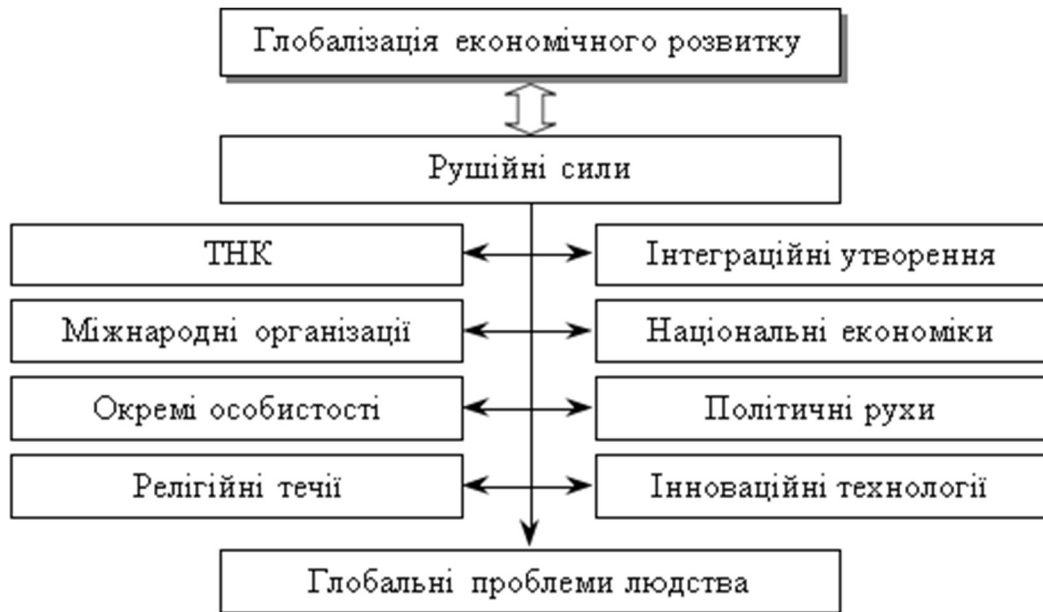 Глобалізація економічного розвитку
Рушійні сили
ТНК
Інтеграційні утворення
Міжнародні організації
Національні економіки
Окремі особистості
Політичні рухи
Релігійні течії
Інноваційні технології
Глобальні проблеми людства